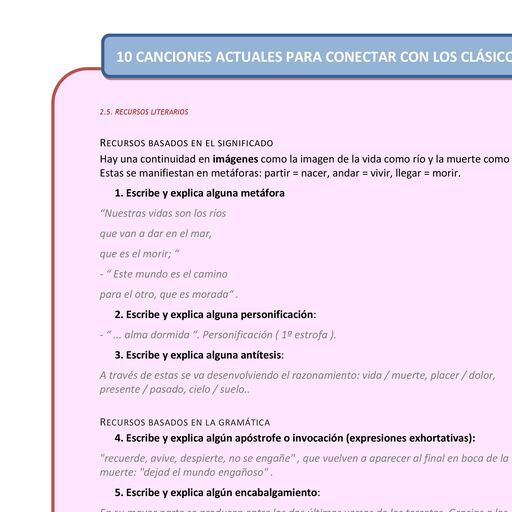 10 CANCIONES ACTUALES PARA CONECTAR CON LOS CLÁSICO
2.5. RECURSOS LITERARIOS
RECURSOS BASADOS EN EL SIGNIFICADO
Hay una continuidad en imágenes como la imagen de la vida como río y la muerte como
Estas se manifiestan en metáforas: partir = nacer, andar = vivir, llegar = morir.
1. Escribe y explica alguna metáfora
"Nuestras vidas son los ríos
que van a dar en el mar,
que es el morir; "
- " Este mundo es el camino
para el otro, que es morada" .
2. Escribe y explica alguna personificación:
- " ... alma dormida ". Personificación ( 1ª estrofa ).
3. Escribe y explica alguna antítesis:
A través de estas se va desenvolviendo el razonamiento: vida / muerte, placer / dolor,
presente / pasado, cielo / suelo..
RECURSOS BASADOS EN LA GRAMÁTICA
4. Escribe y explica algún apóstrofe o invocación (expresiones exhortativas):
"recuerde, avive, despierte, no se engañe" , que vuelven a aparecer al final en boca de la
muerte: "dejad el mundo engañoso" .
5. Escribe y explica algún encabalgamiento: